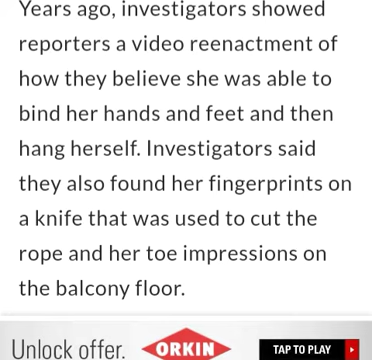 Years ago, investigators showed
reporters a video reenactment of
how they believe she was able to
bind her hands and feet and then
hang herself. Investigators said
they also found her fingerprints on
a knife that was used to cut the
rope and her toe impressions on
the balcony floor.
Unlock offer. ORKIN TAP TO PLAY